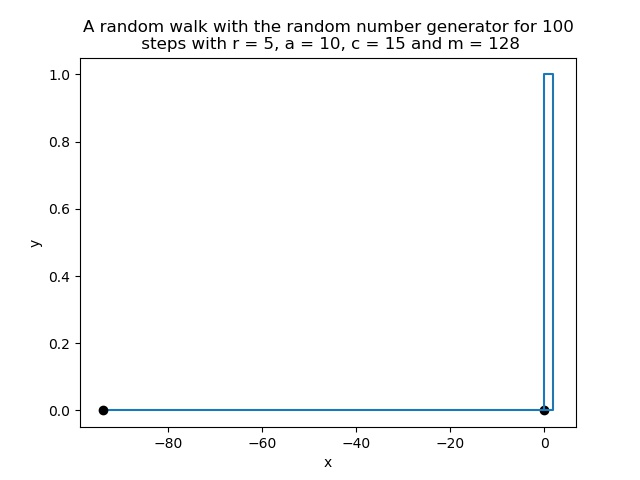 A random walk with the random number generator for 100
steps with r = 5, a = 10, c = 15 and m = 128
1.0
0.8
0.6
y
0.4
0.2
0.0
−80
−60
−40
−20
0
x